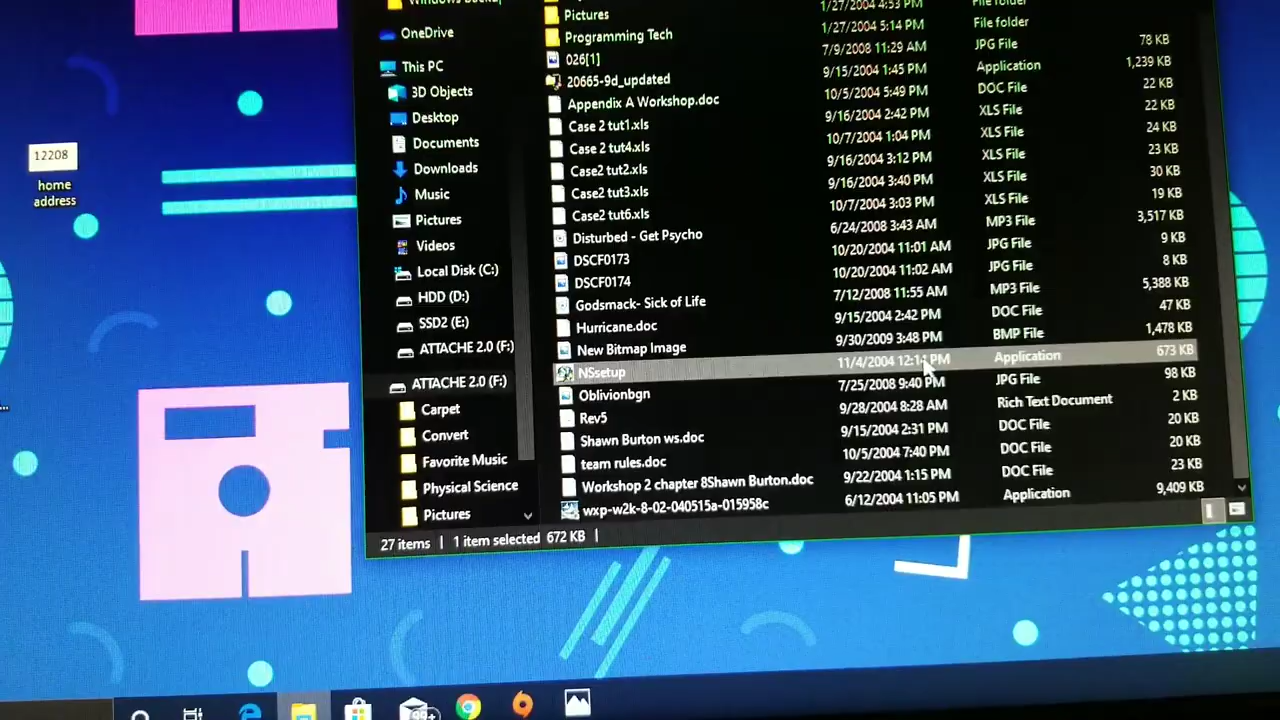 12208
home
address
OneDrive
This PC
3D Objects
Desktop
Documents
Downloads
Music
Pictures
Videos
Local Disk (C:)
HDD (D:)
SSD2 (E:)
ATTACHE 2.0 (F:)
ATTACHE 2.0 (F:)
Carpet
Convert
Favorite Music
Physical Science
Pictures
Pictures
Programming Tech
026[1]
20665-9d_updated
Appendix A Workshop.doc
Case 2 tut1.xls
Case 2 tut4.xls
Case2 tut2.xls
Case2 tut3.xls
Case2 tut6.xls
Disturbed - Get Psycho
DSCF0173
DSCF0174
Godsmack- Sick of Life
Hurricane.doc
New Bitmap Image
NSsetup
Oblivionbgn
Rev5
Shawn Burton ws.doc
team rules.doc
Workshop 2 chapter 8Shawn Burton.doc
wxp-w2k-8-02-040515a-015958c
1/27/2004 4:53 PM
1/27/2004 5:14 PM
7/9/2008 11:29 AM
9/15/2004 1:45 PM
10/5/2004 5:49 PM
9/16/2004 2:42 PM
10/7/2004 1:04 PM
9/16/2004 3:12 PM
9/16/2004 3:40 PM
10/7/2004 3:03 PM
6/24/2008 3:43 AM
10/20/2004 11:01 AM
10/20/2004 11:02 AM
7/12/2008 11:55 AM
9/15/2004 2:42 PM
9/30/2009 3:48 PM
11/4/2004 12:14 PM
7/25/2008 9:40 PM
9/28/2004 8:28 AM
9/15/2004 2:31 PM
10/5/2004 7:40 PM
9/22/2004 1:15 PM
6/12/2004 11:05 PM
File folder
File folder
JPG File
Application
DOC File
XLS File
XLS File
XLS File
XLS File
XLS File
MP3 File
JPG File
JPG File
MP3 File
DOC File
BMP File
Application
JPG File
Rich Text Document
DOC File
DOC File
DOC File
Application
78 KB
1,239 KB
22 KB
22 KB
24 KB
23 KB
30 KB
19 KB
3,517 KB
9 KB
8 KB
5,388 KB
47 KB
1,478 KB
673 KB
98 KB
2 KB
20 KB
20 KB
23 KB
9,409 KB
27 items | 1 item selected 672 KB |
99+